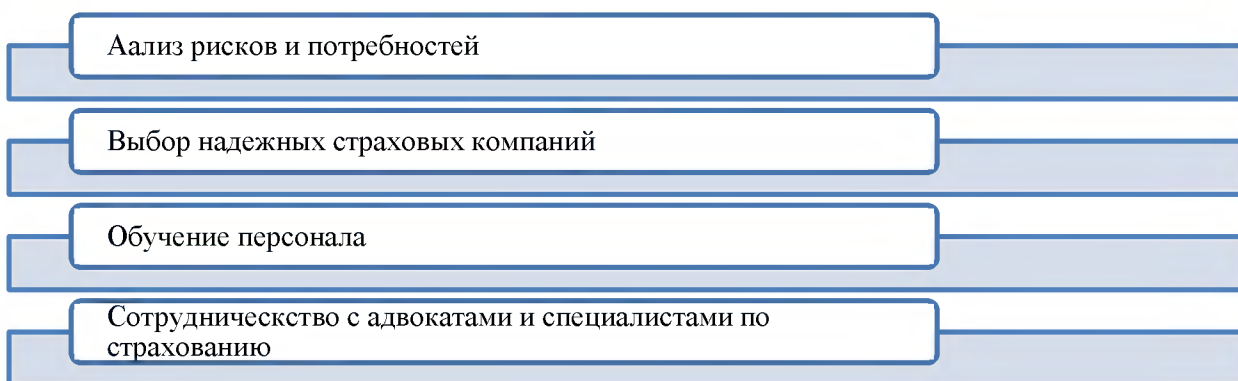 Аализ рисков и потребностей
Выбор надежных страховых компаний
Обучение персонала
Сотрудническство с адвокатами и специалистами по
страхованию